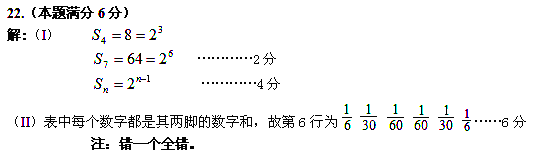 22.(本题满分6分)
解:(I) S₄=8=2³
S₇=64=2⁶ …………2分
Sₙ=2ⁿ⁻¹ …………4分
(II)表中每个数字都是其两脚的数字和,故第6行为 1/6 1/30 1/60 1/60 1/30 1/6……6分
注:错一个全错。